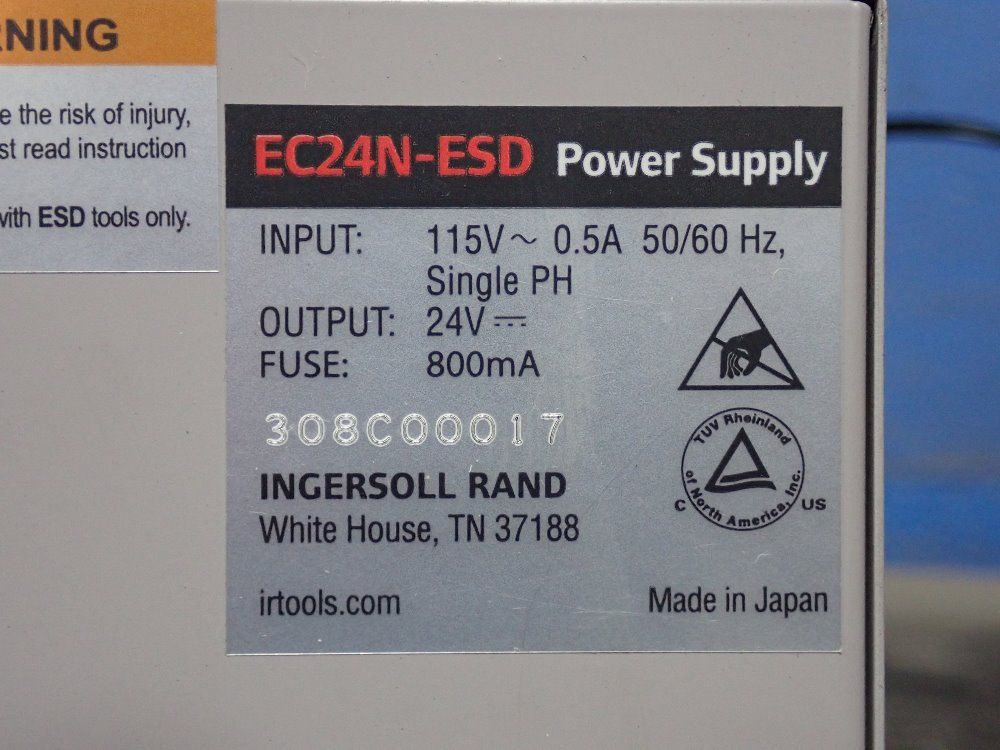 NING
e the risk of injury,
st read instruction
with ESD tools only.
EC24N-ESD Power Supply
INPUT: 115V~ 0.5A 50/60 Hz,
Single PH
OUTPUT: 24V⎓
FUSE: 800mA
308C00017
INGERSOLL RAND
White House, TN 37188
irtools.com
Made in Japan
TUV Rheinland
of North America, Inc.
C US